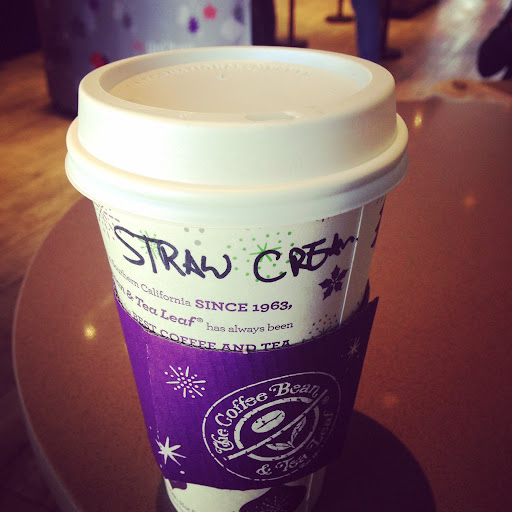 STRAW CREAM
Southern California SINCE 1963,
& Tea Leaf® has always been
BEST COFFEE AND TEA
The Coffee Bean
& Tea Leaf